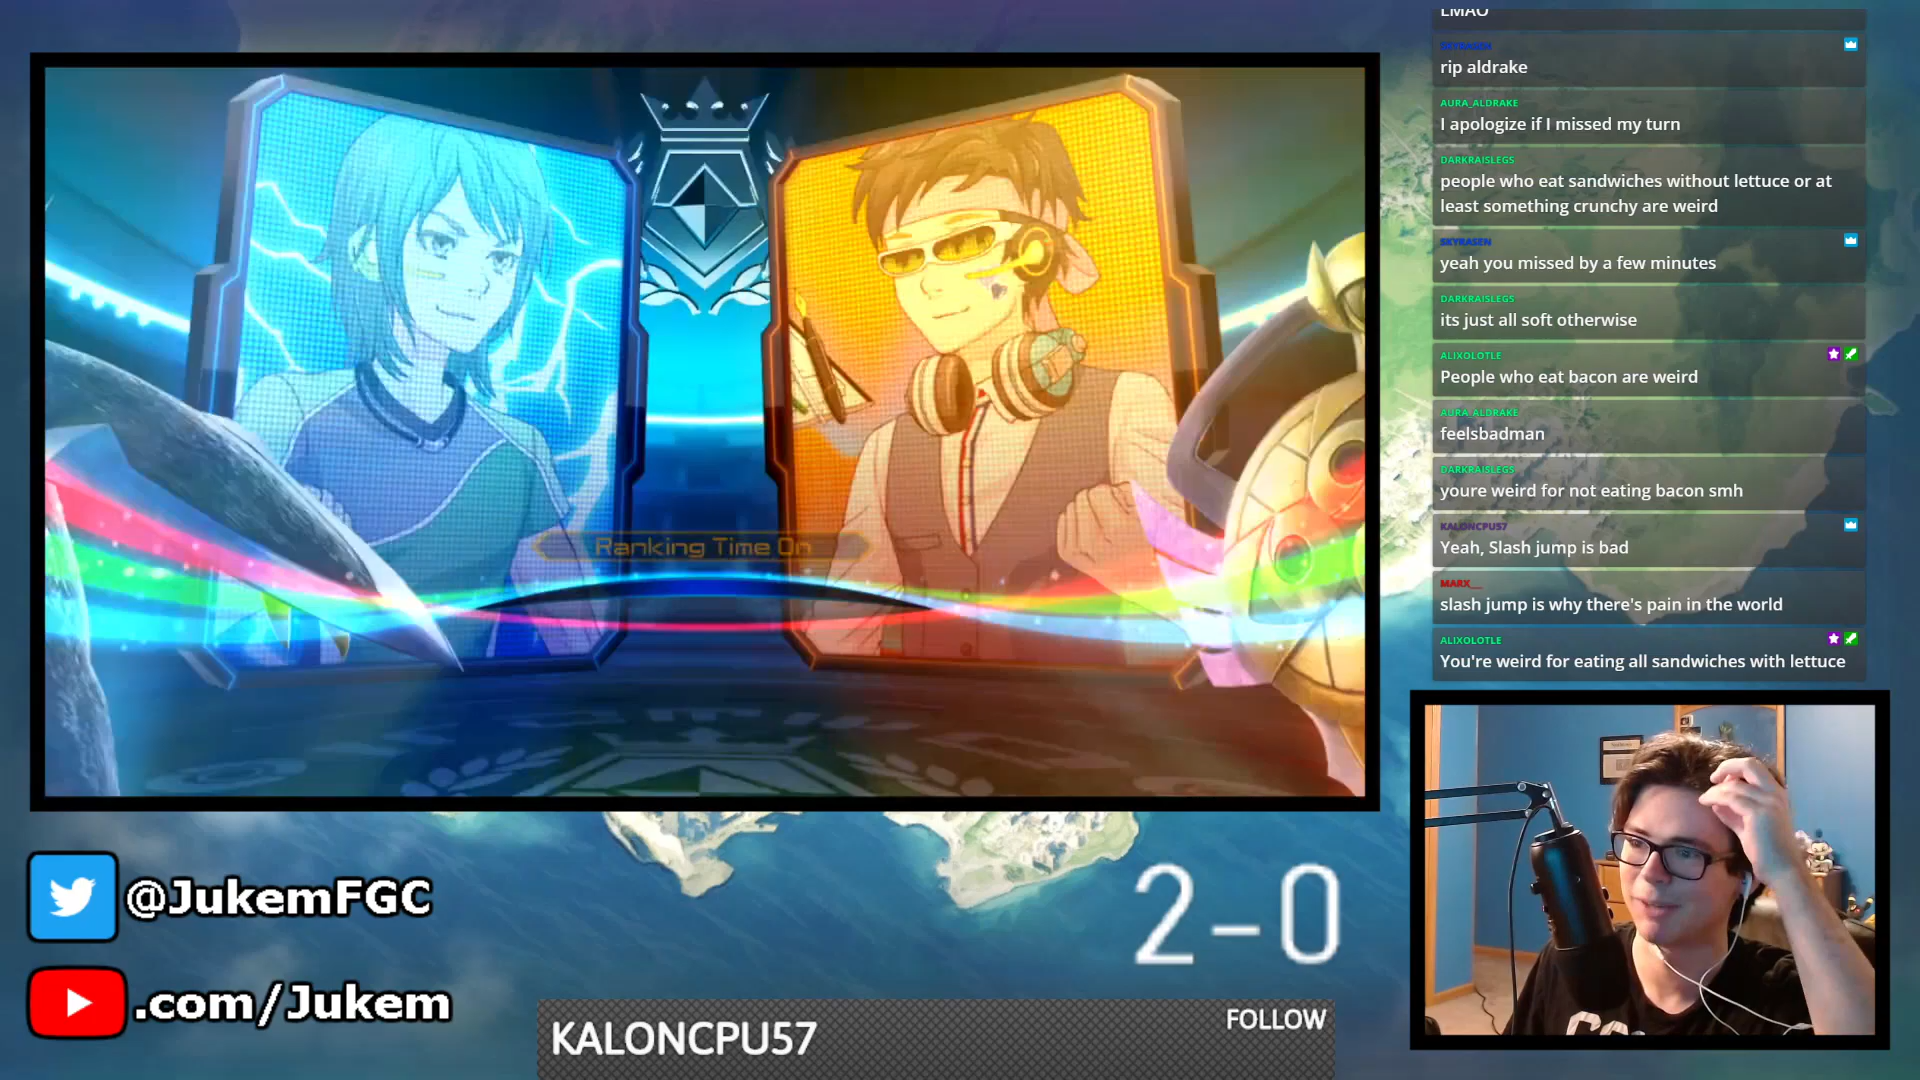 LMAO
rip aldrake
AURA_ALDRAKE
I apologize if I missed my turn
DARKRAISLEGS
people who eat sandwiches without lettuce or at
least something crunchy are weird
SKYRASEN
yeah you missed by a few minutes
DARKRAISLEGS
its just all soft otherwise
ALIXOLOTLE
People who eat bacon are weird
AURA_ALDRAKE
feelsbadman
DARKRAISLEGS
youre weird for not eating bacon smh
KALONCPU57
Yeah, Slash jump is bad
MARX__
slash jump is why there's pain in the world
ALIXOLOTLE
You're weird for eating all sandwiches with lettuce
Ranking Time On
@JukemFGC
.com/Jukem
2-0
KALONCPU57
FOLLOW